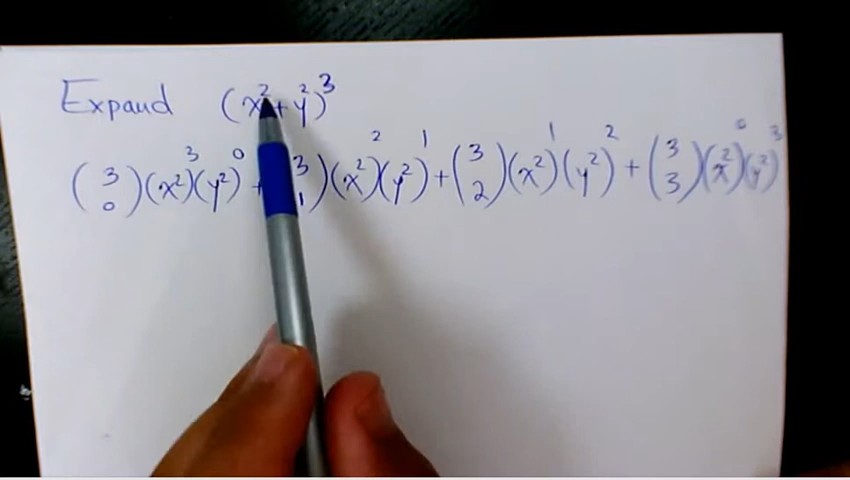 Expand (x²+y²)³
(3 0)(x²)³(y²)⁰ + (3 1)(x²)²(y²)¹ + (3 2)(x²)¹(y²)² + (3 3)(x²)⁰(y²)³